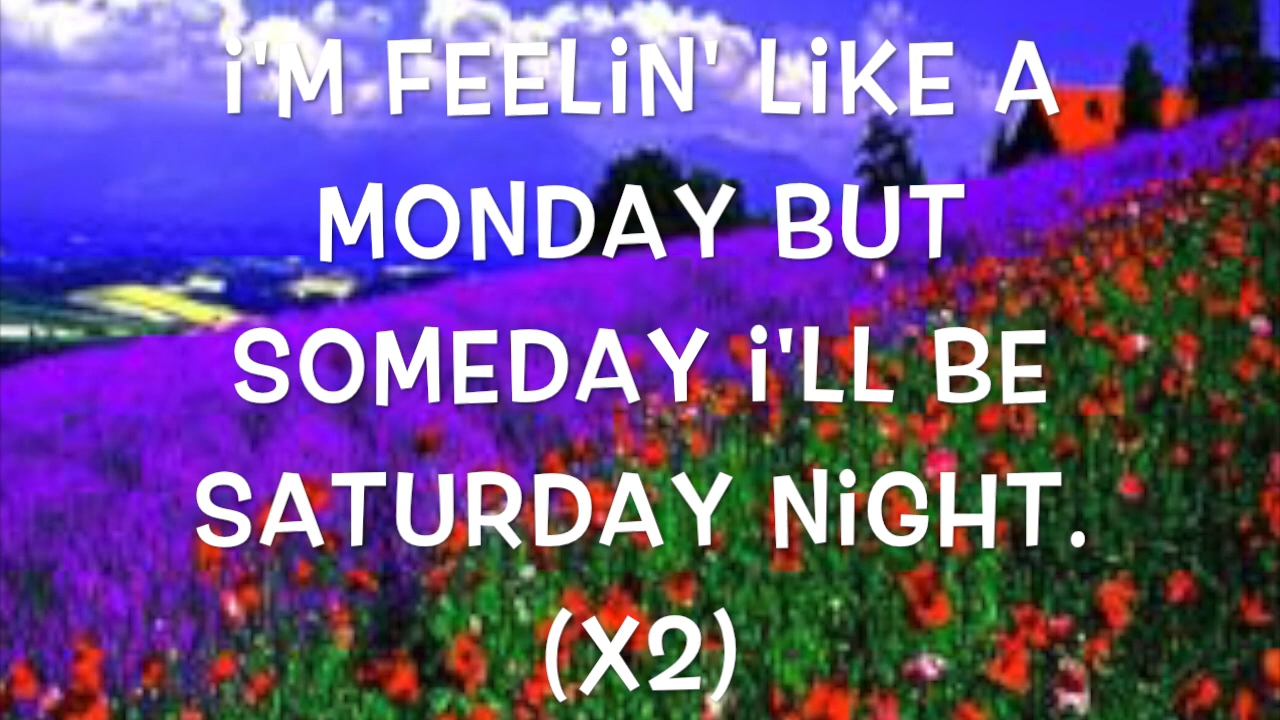 i'M FEELiN' LiKE A
MONDAY BUT
SOMEDAY i'LL BE
SATURDAY NiGHT.
(X2)